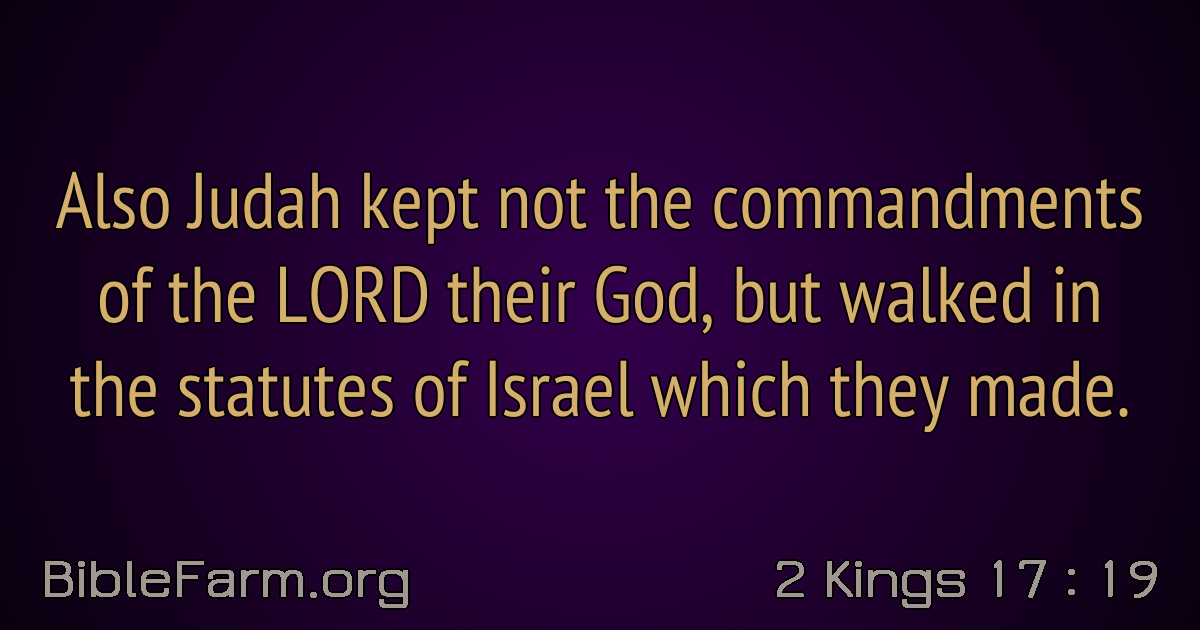 Also Judah kept not the commandments
of the LORD their God, but walked in
the statutes of Israel which they made.
BibleFarm.org
2 Kings 17 : 19